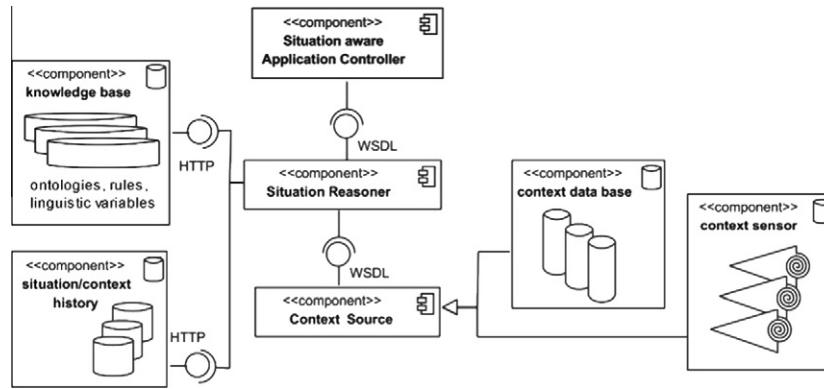 <<component>>
Situation aware
Application Controller
<<component>>
knowledge base
ontologies, rules,
linguistic variables
HTTP
WSDL
<<component>>
Situation Reasoner
<<component>>
context data base
<<component>>
context sensor
<<component>>
situation/context
history
HTTP
WSDL
<<component>>
Context Source